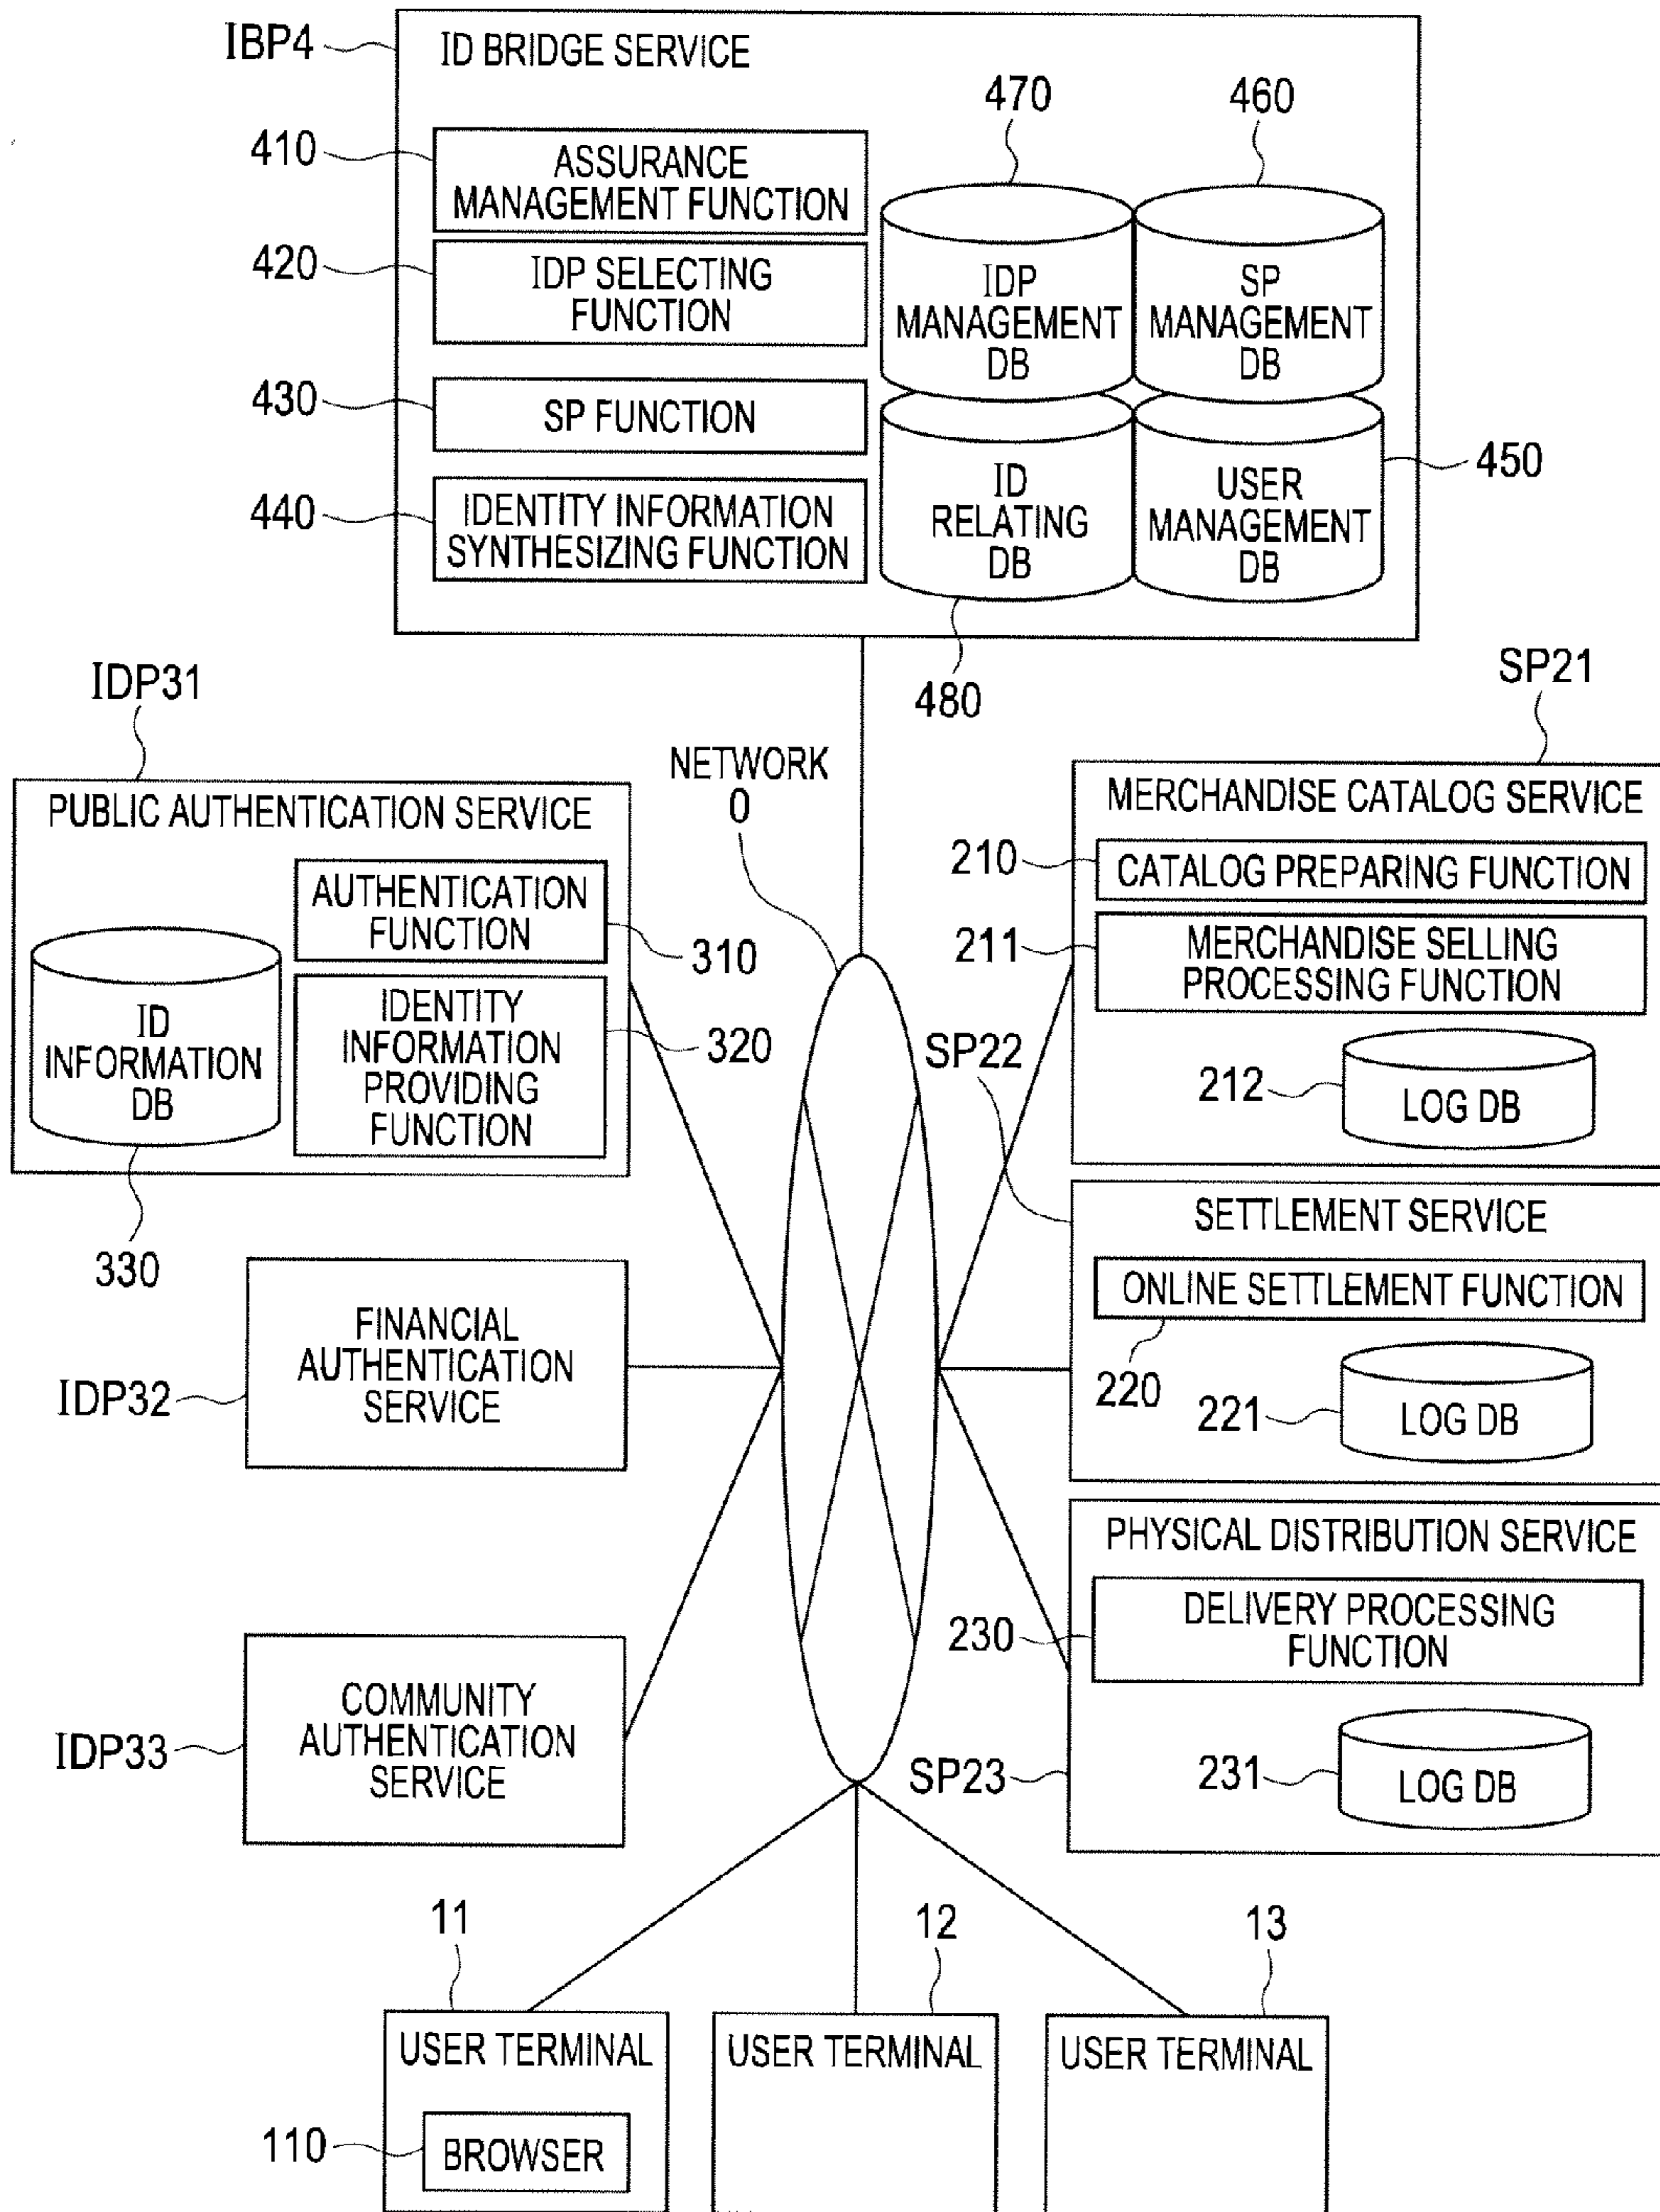 IBP4
ID BRIDGE SERVICE
470
460
410
ASSURANCE
MANAGEMENT FUNCTION
420
IDP SELECTING
FUNCTION
IDP
MANAGEMENT
DB
SP
MANAGEMENT
DB
430
SP FUNCTION
440
IDENTITY INFORMATION
SYNTHESIZING FUNCTION
ID
RELATING
DB
USER
MANAGEMENT
DB
450
480
IDP31
PUBLIC AUTHENTICATION SERVICE
AUTHENTICATION
FUNCTION
310
ID
INFORMATION
DB
IDENTITY
INFORMATION
PROVIDING
FUNCTION
320
330
NETWORK
0
SP21
MERCHANDISE CATALOG SERVICE
210
CATALOG PREPARING FUNCTION
211
MERCHANDISE SELLING
PROCESSING FUNCTION
212
LOG DB
SP22
SETTLEMENT SERVICE
ONLINE SETTLEMENT FUNCTION
220
221
LOG DB
IDP32
FINANCIAL
AUTHENTICATION
SERVICE
PHYSICAL DISTRIBUTION SERVICE
230
DELIVERY PROCESSING
FUNCTION
SP23
231
LOG DB
IDP33
COMMUNITY
AUTHENTICATION
SERVICE
11
12
13
USER TERMINAL
USER TERMINAL
USER TERMINAL
110
BROWSER